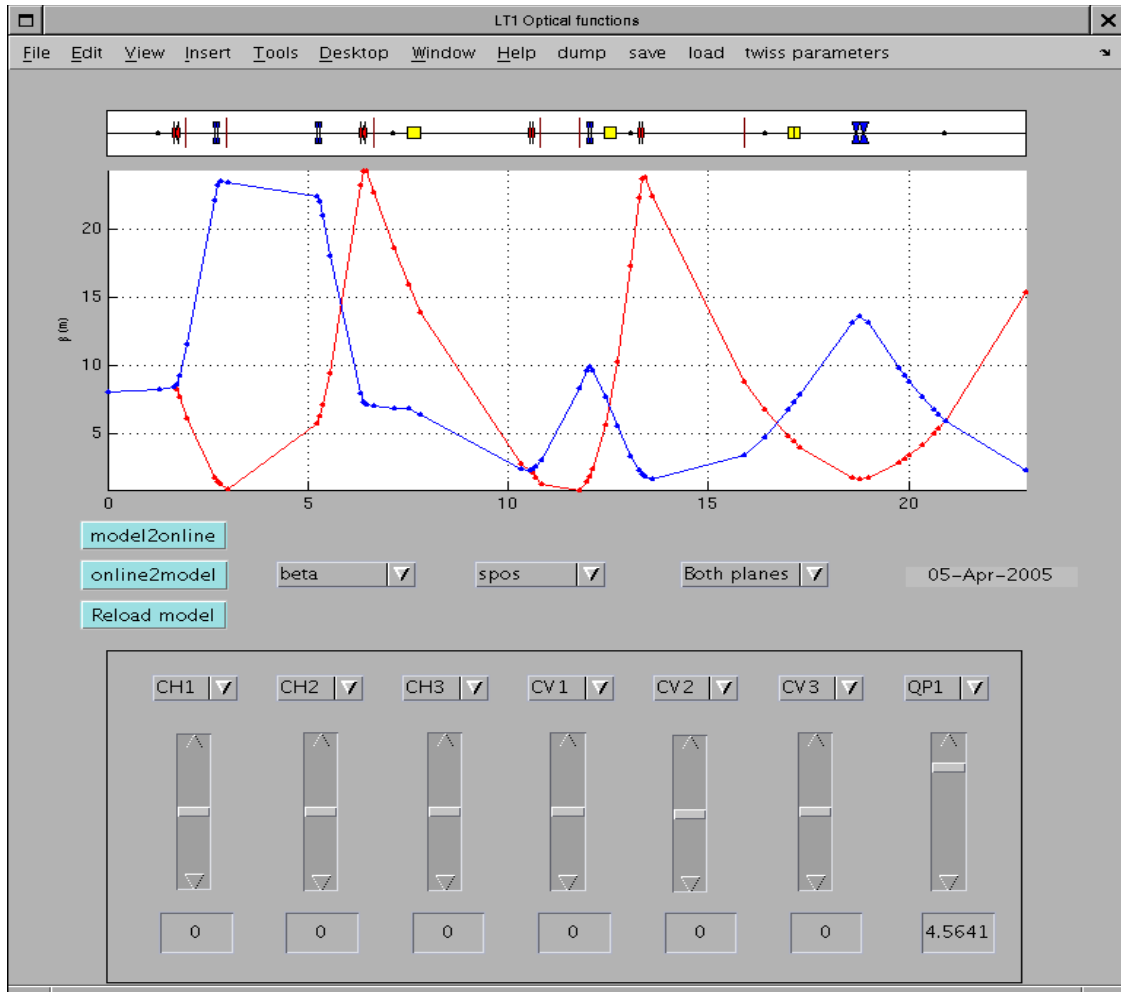 LT1 Optical functions
File Edit View Insert Tools Desktop Window Help dump save load twiss parameters
20
15
10
5
β (m)
0 5 10 15 20
model2online
online2model beta spos Both planes 05-Apr-2005
Reload model
CH1 CH2 CH3 CV1 CV2 CV3 QP1
0 0 0 0 0 0 4.5641